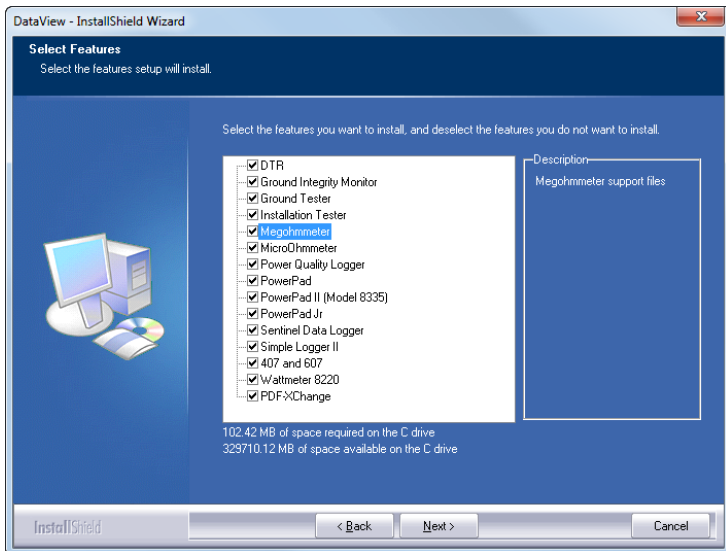 DataView - InstallShield Wizard
Select Features
Select the features setup will install.
Select the features you want to install, and deselect the features you do not want to install.
DTR
Ground Integrity Monitor
Ground Tester
Installation Tester
Megohmmeter
MicroOhmmeter
Power Quality Logger
PowerPad
PowerPad II (Model 8335)
PowerPad Jr
Sentinel Data Logger
Simple Logger II
407 and 607
Wattmeter 8220
PDF-XChange
Description
Megohmmeter support files
102.42 MB of space required on the C drive
329710.12 MB of space available on the C drive
InstallShield
< Back
Next >
Cancel